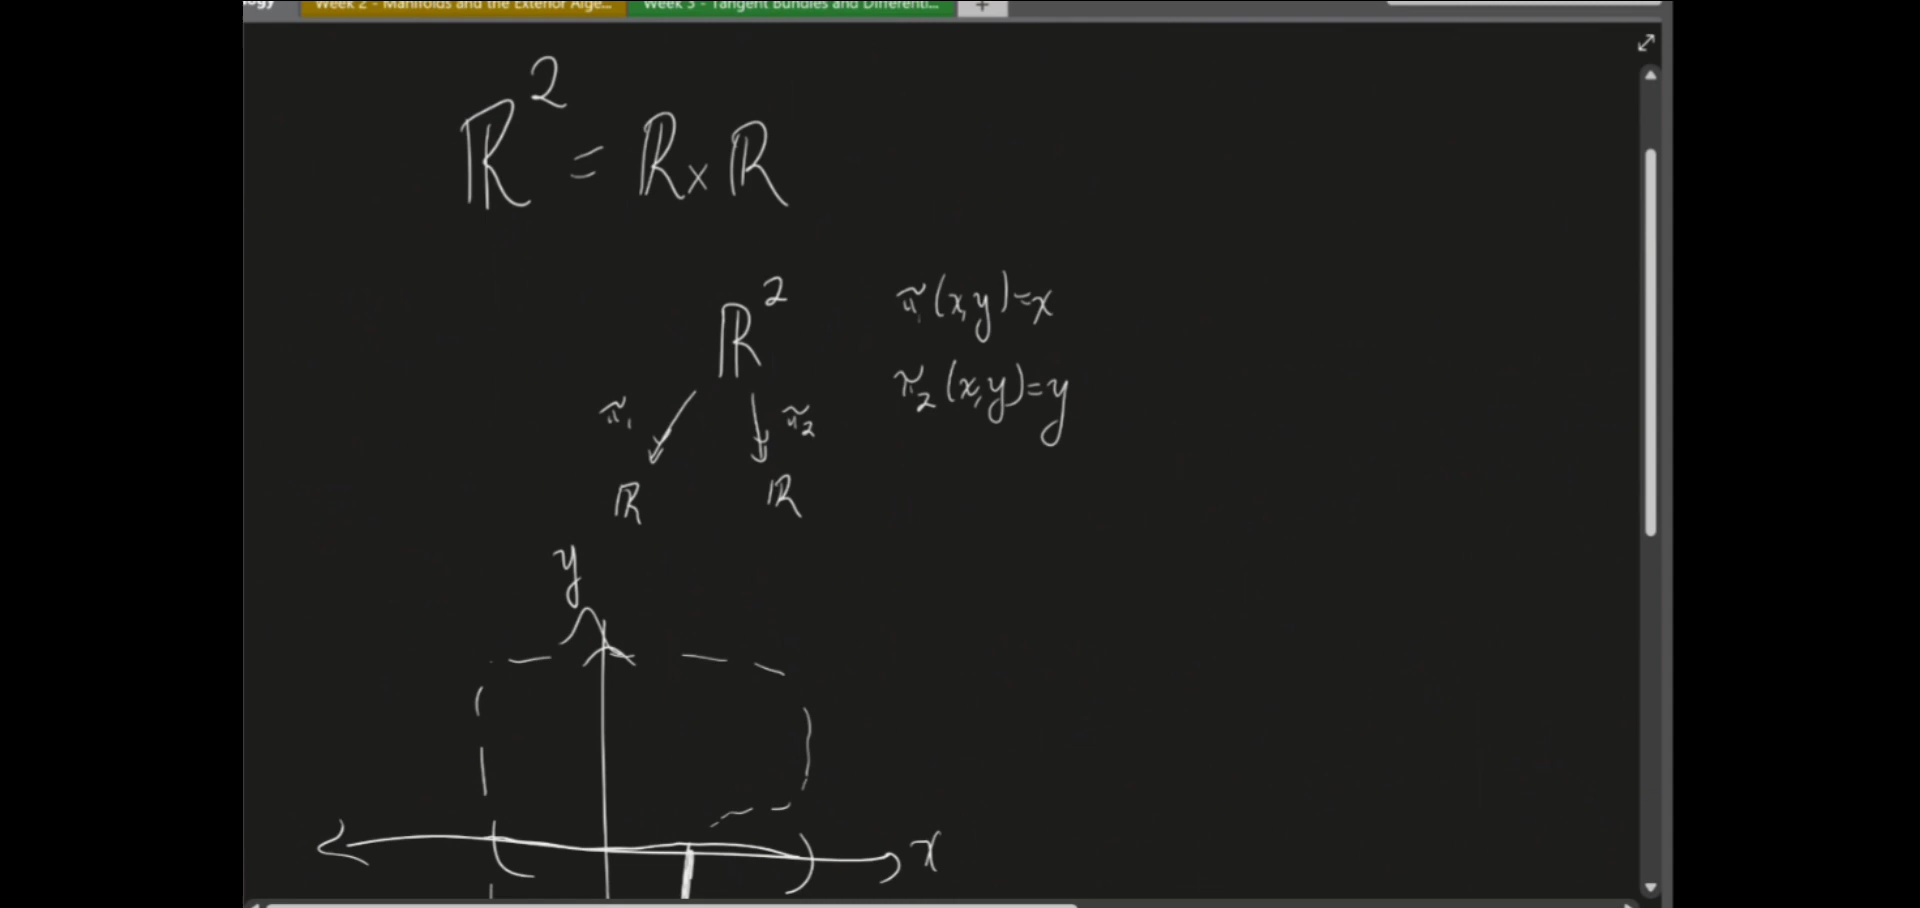 ogy Week 2 - Manifolds and the Exterior Alge... Week 3 - Tangent Bundles and Differenti... +
ℝ² = ℝ × ℝ
ℝ² π₁(x,y)=x
π₂(x,y)=y
π₁ π₂
ℝ ℝ
y
x